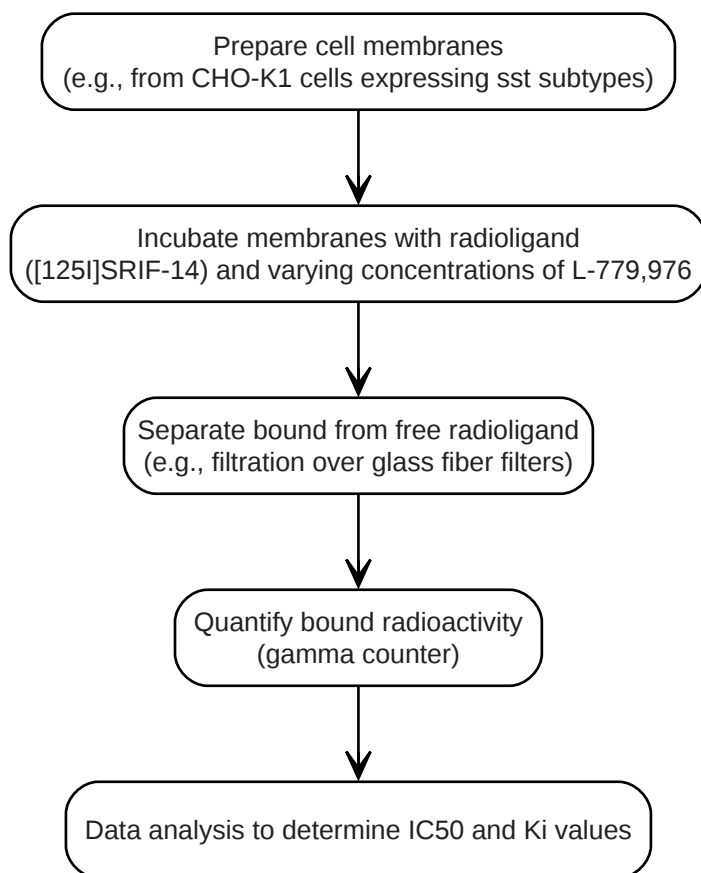 Prepare cell membranes
(e.g., from CHO-K1 cells expressing sst subtypes)
Incubate membranes with radioligand
([125I]SRIF-14) and varying concentrations of L-779,976
Separate bound from free radioligand
(e.g., filtration over glass fiber filters)
Quantify bound radioactivity
(gamma counter)
Data analysis to determine IC50 and Ki values